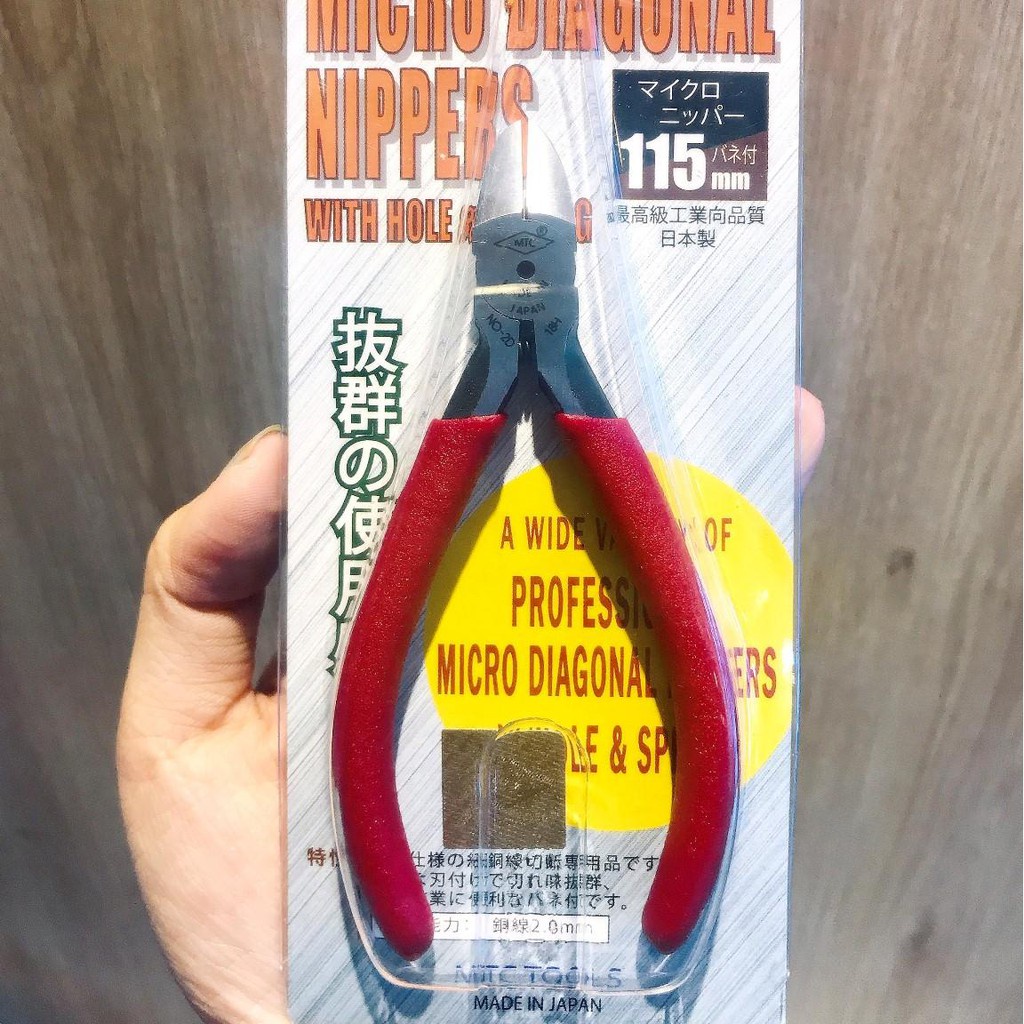 MICRO DIAGONAL
NIPPERS
WITH HOLE
マイクロ
ニッパー
115 mm バネ付
最高級工業向品質
日本製
MTC®
JAPAN
NO-20
抜群の使用
A WIDE OF
PROFESSI
MICRO DIAGONAL ERS
LE & SP
特 仕様の細銅線切断専用品です
刃付けで切れ味抜群、
業に便利なバネ付です。
能力: 銅線2.0mm
MTC TOOLS
MADE IN JAPAN